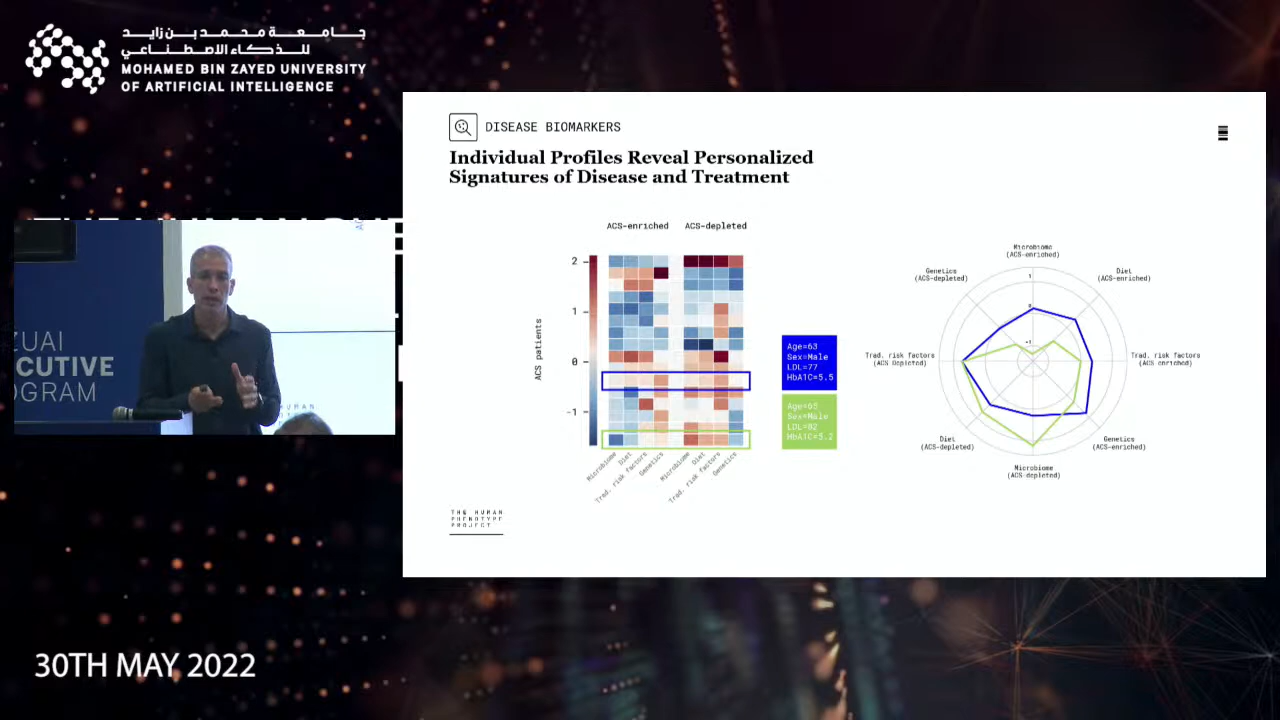 جامعة محمد بن زايد
للذكاء الاصطناعي
MOHAMED BIN ZAYED UNIVERSITY
OF ARTIFICIAL INTELLIGENCE
DISEASE BIOMARKERS
Individual Profiles Reveal Personalized
Signatures of Disease and Treatment
ACS-enriched
ACS-depleted
2
1
0
-1
ACS patients
Microbiome
Diet
Trad. risk factors
Genetics
Microbiome
Diet
Trad. risk factors
Genetics
Age=63
Sex=Male
LDL=77
HbA1C=5.5
Age=65
Sex=Male
LDL=82
HbA1C=5.2
Microbiome
(ACS-enriched)
Genetics
(ACS-depleted)
Diet
(ACS-enriched)
1
0
-1
Trad. risk factors
(ACS Depleted)
Trad. risk factors
(ACS enriched)
Diet
(ACS-depleted)
Genetics
(ACS-enriched)
Microbiome
(ACS-depleted)
THE HUMAN
PHENOTYPE
PROJECT
ZUAI
CUTIVE
OGRAM
30TH MAY 2022